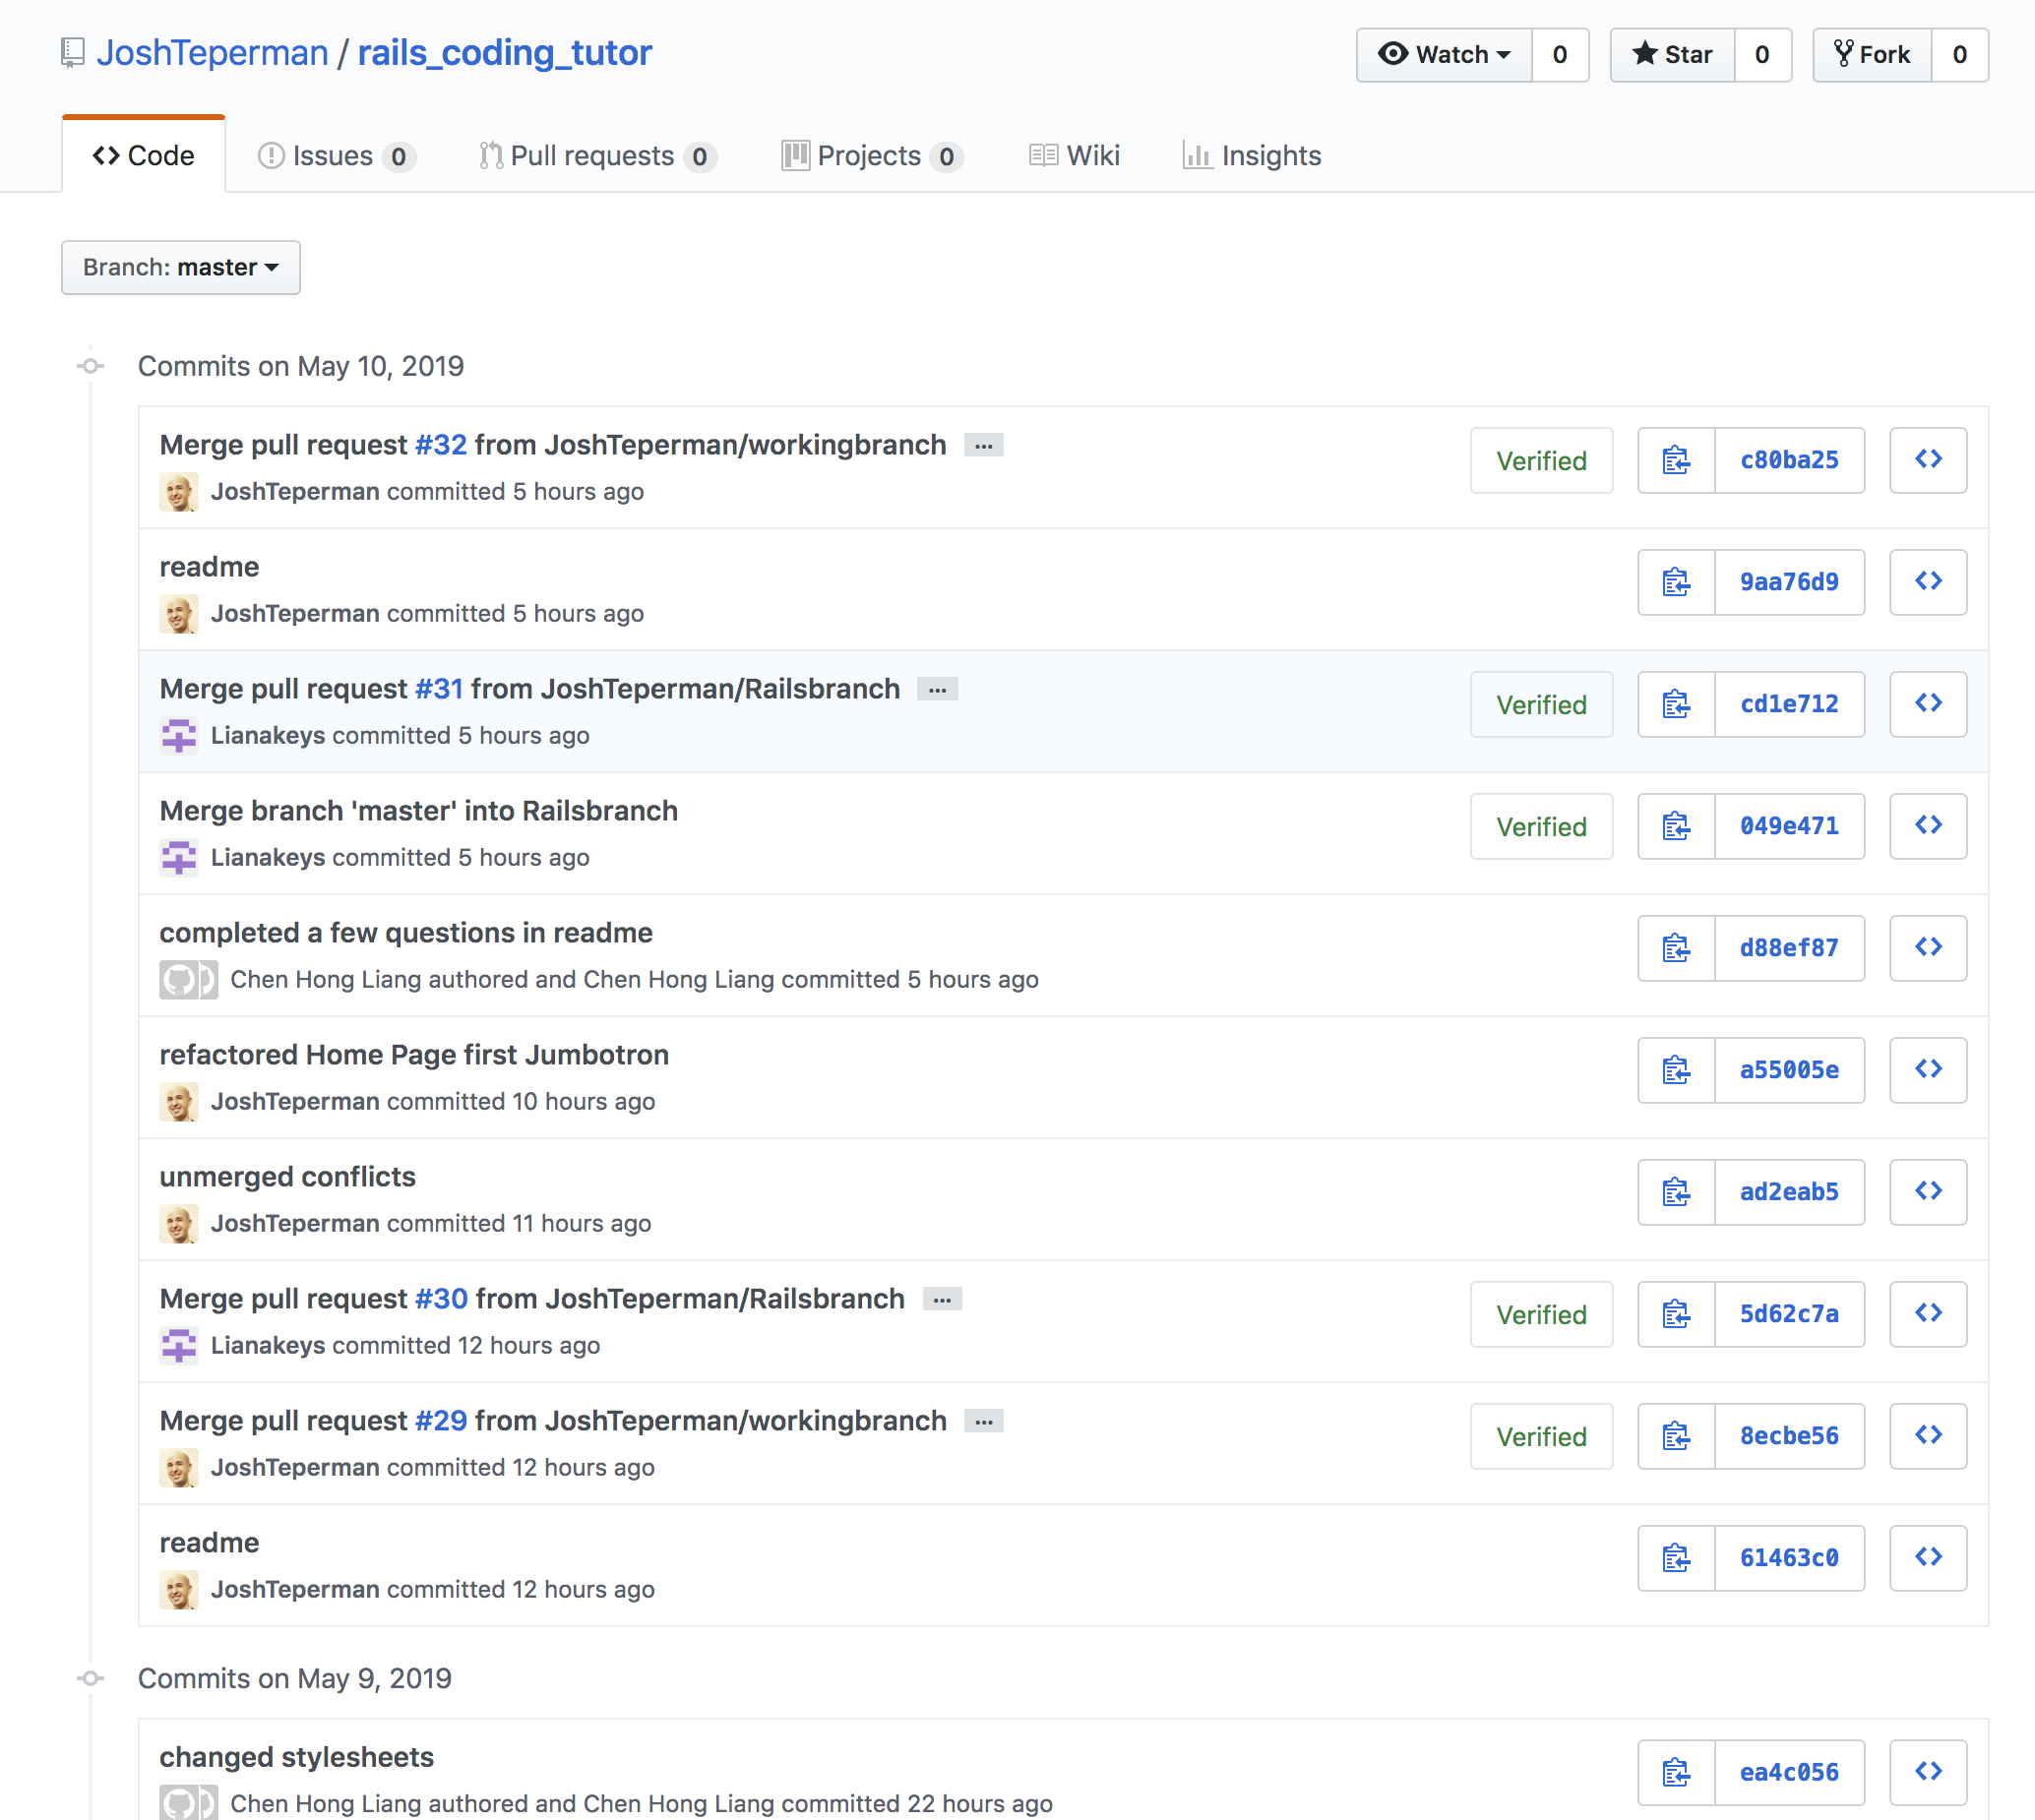 JoshTeperman / rails_coding_tutor
Watch 0 Star 0 Fork 0
Code Issues 0 Pull requests 0 Projects 0 Wiki Insights
Branch: master
Commits on May 10, 2019
Merge pull request #32 from JoshTeperman/workingbranch …
JoshTeperman committed 5 hours ago
Verified c80ba25
readme
JoshTeperman committed 5 hours ago
9aa76d9
Merge pull request #31 from JoshTeperman/Railsbranch …
Lianakeys committed 5 hours ago
Verified cd1e712
Merge branch 'master' into Railsbranch
Lianakeys committed 5 hours ago
Verified 049e471
completed a few questions in readme
Chen Hong Liang authored and Chen Hong Liang committed 5 hours ago
d88ef87
refactored Home Page first Jumbotron
JoshTeperman committed 10 hours ago
a55005e
unmerged conflicts
JoshTeperman committed 11 hours ago
ad2eab5
Merge pull request #30 from JoshTeperman/Railsbranch …
Lianakeys committed 12 hours ago
Verified 5d62c7a
Merge pull request #29 from JoshTeperman/workingbranch …
JoshTeperman committed 12 hours ago
Verified 8ecbe56
readme
JoshTeperman committed 12 hours ago
61463c0
Commits on May 9, 2019
changed stylesheets
Chen Hong Liang authored and Chen Hong Liang committed 22 hours ago
ea4c056